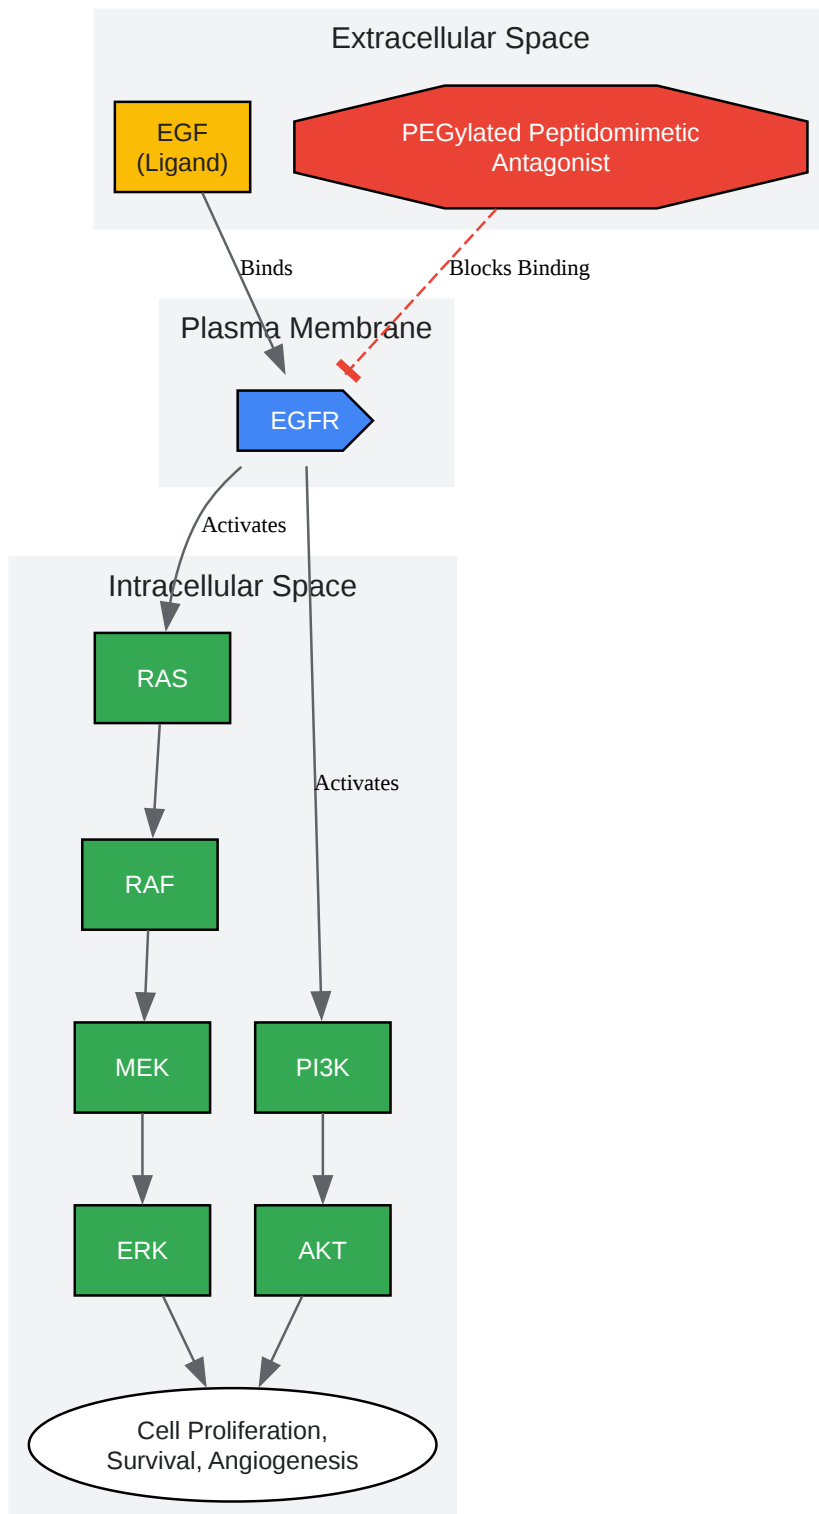 Extracellular Space
EGF
(Ligand)
PEGylated Peptidomimetic
Antagonist
Binds
Blocks Binding
Plasma Membrane
EGFR
Activates
Intracellular Space
RAS
Activates
RAF
MEK
PI3K
ERK
AKT
Cell Proliferation,
Survival, Angiogenesis